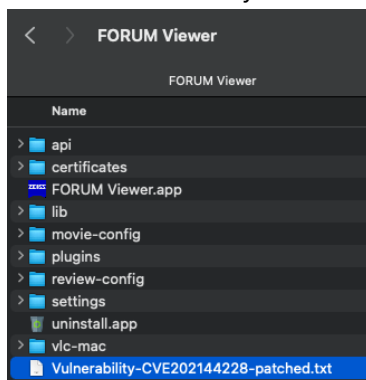 FORUM Viewer
FORUM Viewer
Name
api
certificates
ZEISS FORUM Viewer.app
lib
movie-config
plugins
review-config
settings
uninstall.app
vlc-mac
Vulnerability-CVE202144228-patched.txt